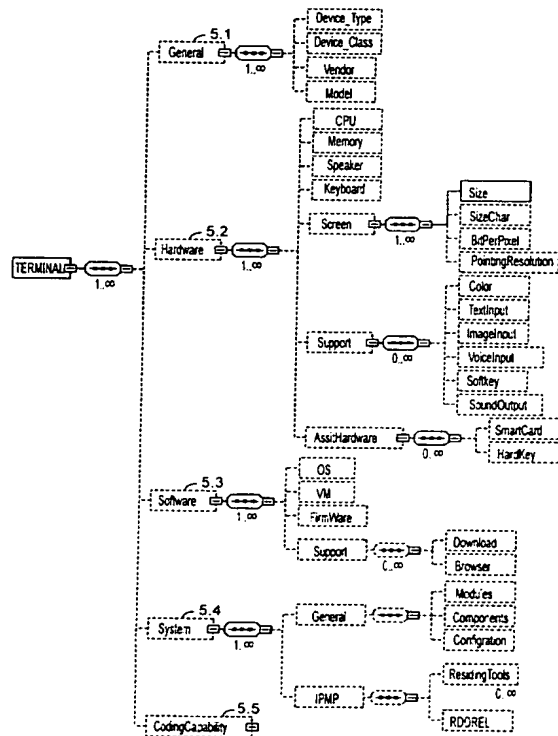 5.1
General
1..∞
Device_Type
Device_Class
Vendor
Model
CPU
Memory
Speaker
Keyboard
5.2
Hardware
1..∞
Screen
1..∞
Size
SizeChar
BitPerPixel
PointingResolution
TERMINAL
1..∞
Support
0..∞
Color
TextInput
ImageInput
VoiceInput
Softkey
SoundOutput
AssitHardware
0..∞
SmartCard
HardKey
5.3
Software
1..∞
OS
VM
FirmWare
Support
0..∞
Download
Browser
5.4
System
1..∞
General
Modules
Components
Configration
IPMP
ResidingTools
0..∞
RDOREL
5.5
CodingCapability